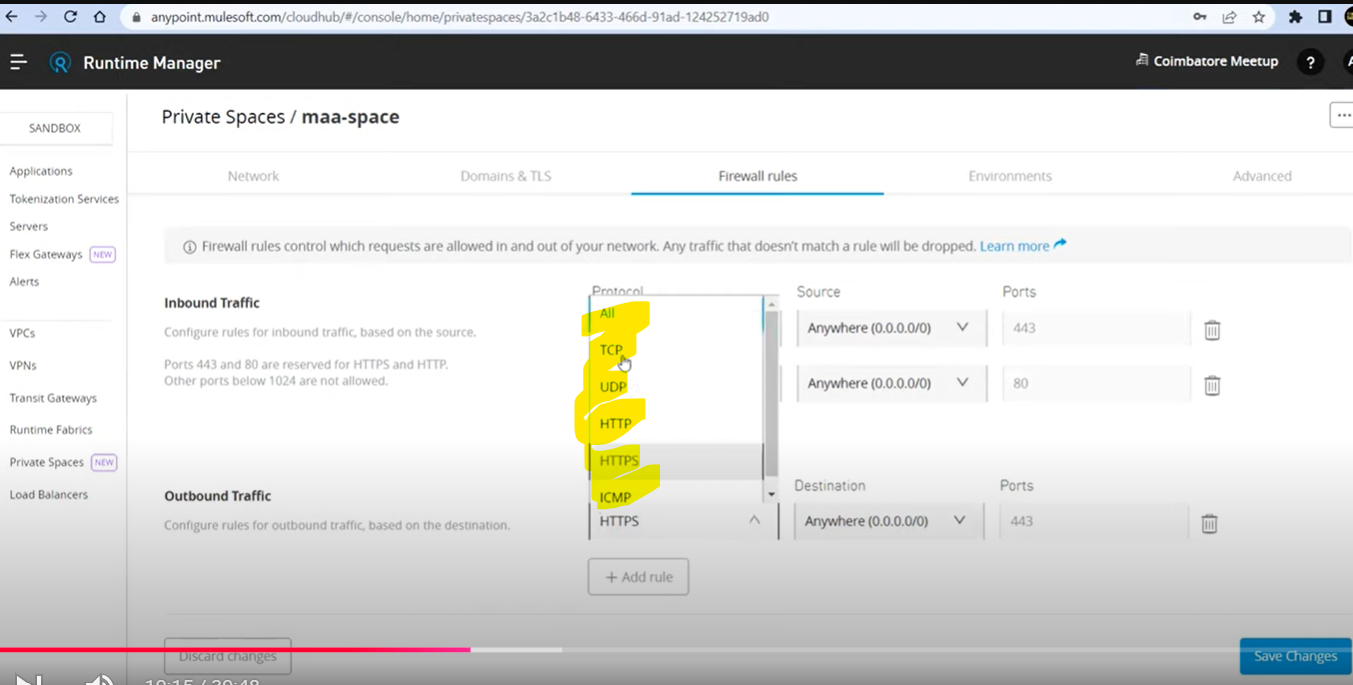 anypoint.mulesoft.com/cloudhub/#/console/home/privatespaces/3a2c1b48-6433-466d-91ad-124252719ad0
Runtime Manager
Coimbatore Meetup
?
SANDBOX
Applications
Tokenization Services
Servers
Flex Gateways NEW
Alerts
VPCs
VPNs
Transit Gateways
Runtime Fabrics
Private Spaces NEW
Load Balancers
Private Spaces / maa-space
Network Domains & TLS Firewall rules Environments Advanced
Firewall rules control which requests are allowed in and out of your network. Any traffic that doesn't match a rule will be dropped. Learn more
Inbound Traffic
Configure rules for inbound traffic, based on the source.
Ports 443 and 80 are reserved for HTTPS and HTTP.
Other ports below 1024 are not allowed.
Protocol Source Ports
All
TCP
UDP
HTTP
HTTPS
ICMP
Anywhere (0.0.0.0/0) 443
Anywhere (0.0.0.0/0) 80
Outbound Traffic
Configure rules for outbound traffic, based on the destination.
Destination Ports
HTTPS Anywhere (0.0.0.0/0) 443
+ Add rule
Discard changes Save Changes